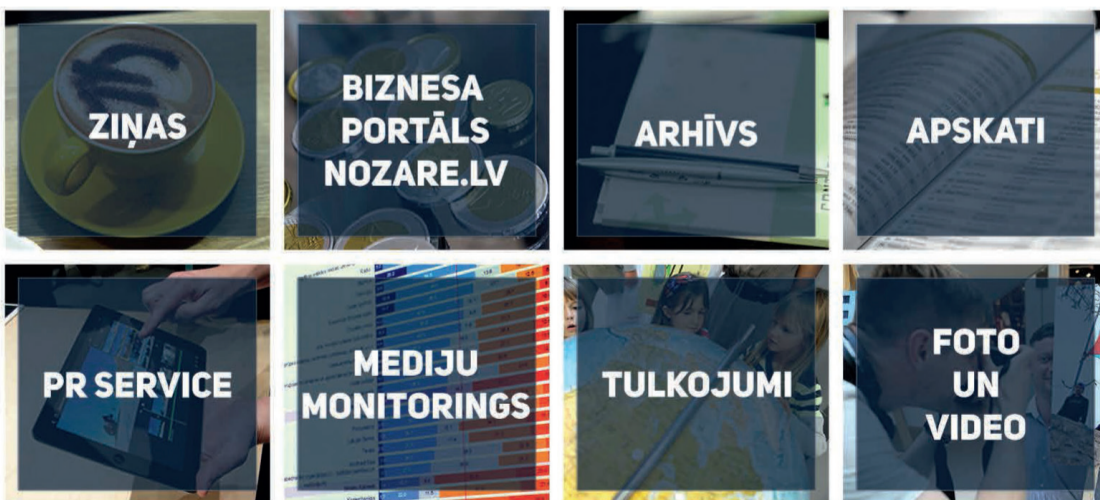 ZIŅAS
BIZNESA
PORTĀLS
NOZARE.LV
ARHĪVS
APSKATI
PR SERVICE
MEDIJU
MONITORINGS
TULKOJUMI
FOTO
UN
VIDEO